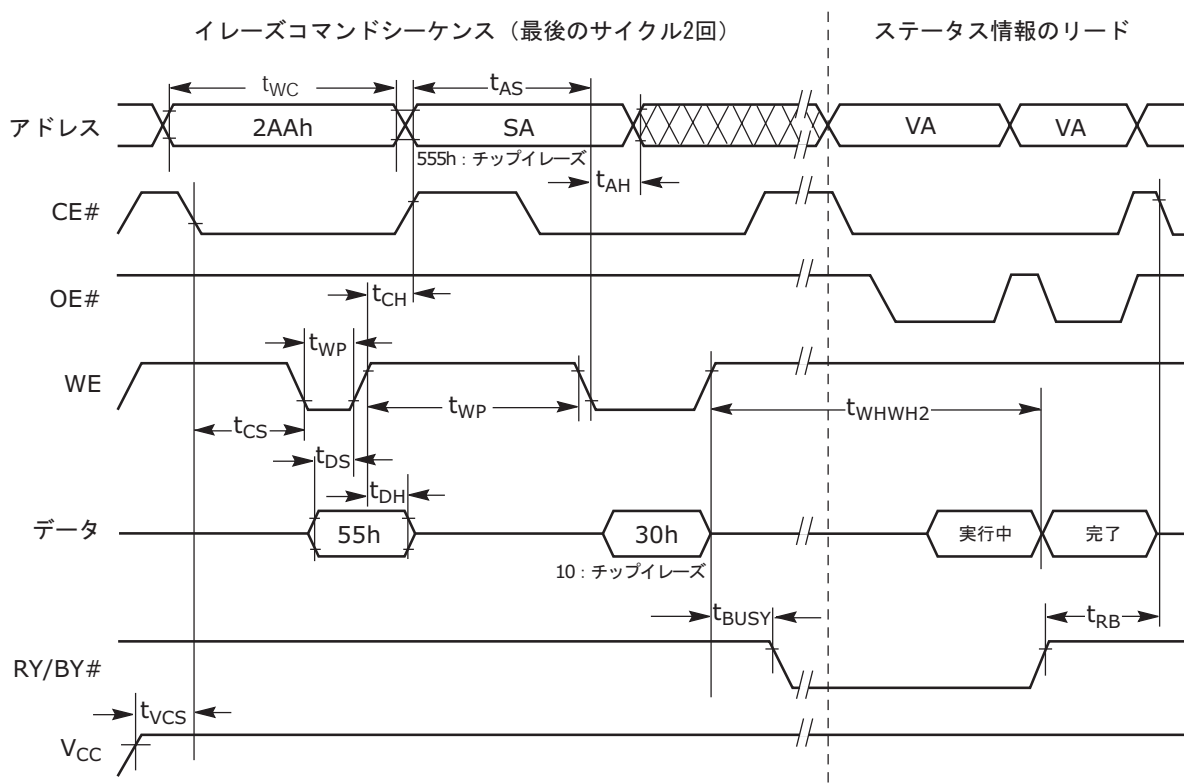 イレーズコマンドシーケンス（最後のサイクル2回）
ステータス情報のリード
tWC
tAS
アドレス
2AAh
SA
VA
VA
555h：チップイレーズ
tAH
CE#
OE#
tCH
tWP
WE
tWP
tWHWH2
tCS
tDS
tDH
データ
55h
30h
実行中
完了
10：チップイレーズ
tBUSY
tRB
RY/BY#
tVCS
VCC